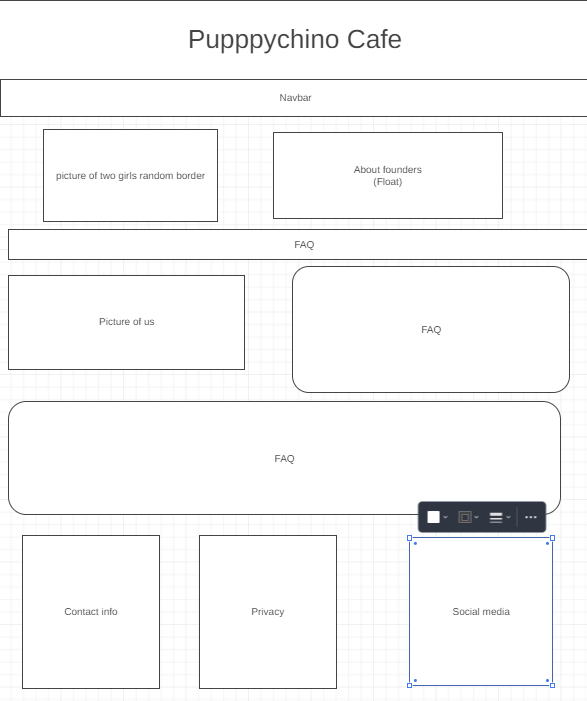 Pupppychino Cafe
Navbar
picture of two girls random border
About founders
(Float)
FAQ
Picture of us
FAQ
FAQ
Contact info
Privacy
Social media